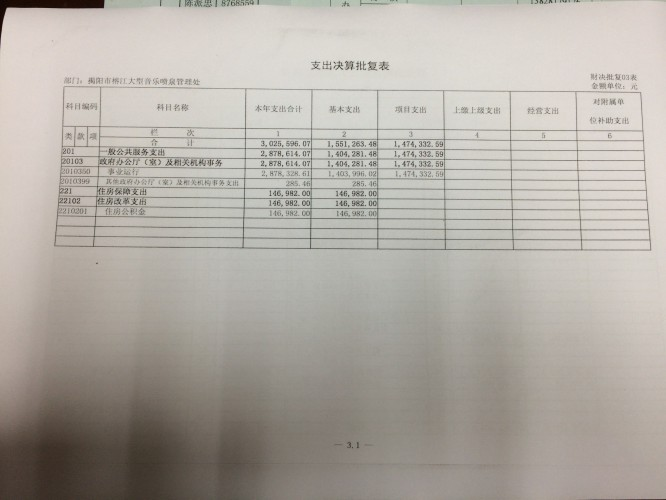 8768559]
办
支出决算批复表
财决批复03表
部门：揭阳市榕江大型音乐喷泉管理处
金额单位：元
科目编码 科目名称 本年支出合计 基本支出 项目支出 上缴上级支出 经营支出 对附属单位补助支出
类 款 项 栏 次 1 2 3 4 5 6
合 计 3,025,596.07 1,551,263.48 1,474,332.59
201 一般公共服务支出 2,878,614.07 1,404,281.48 1,474,332.59
20103 政府办公厅（室）及相关机构事务 2,878,614.07 1,404,281.48 1,474,332.59
2010350 事业运行 2,878,328.61 1,403,996.02 1,474,332.59
2010399 其他政府办公厅（室）及相关机构事务支出 285.46 285.46
221 住房保障支出 146,982.00 146,982.00
22102 住房改革支出 146,982.00 146,982.00
2210201 住房公积金 146,982.00 146,982.00
— 3.1 —